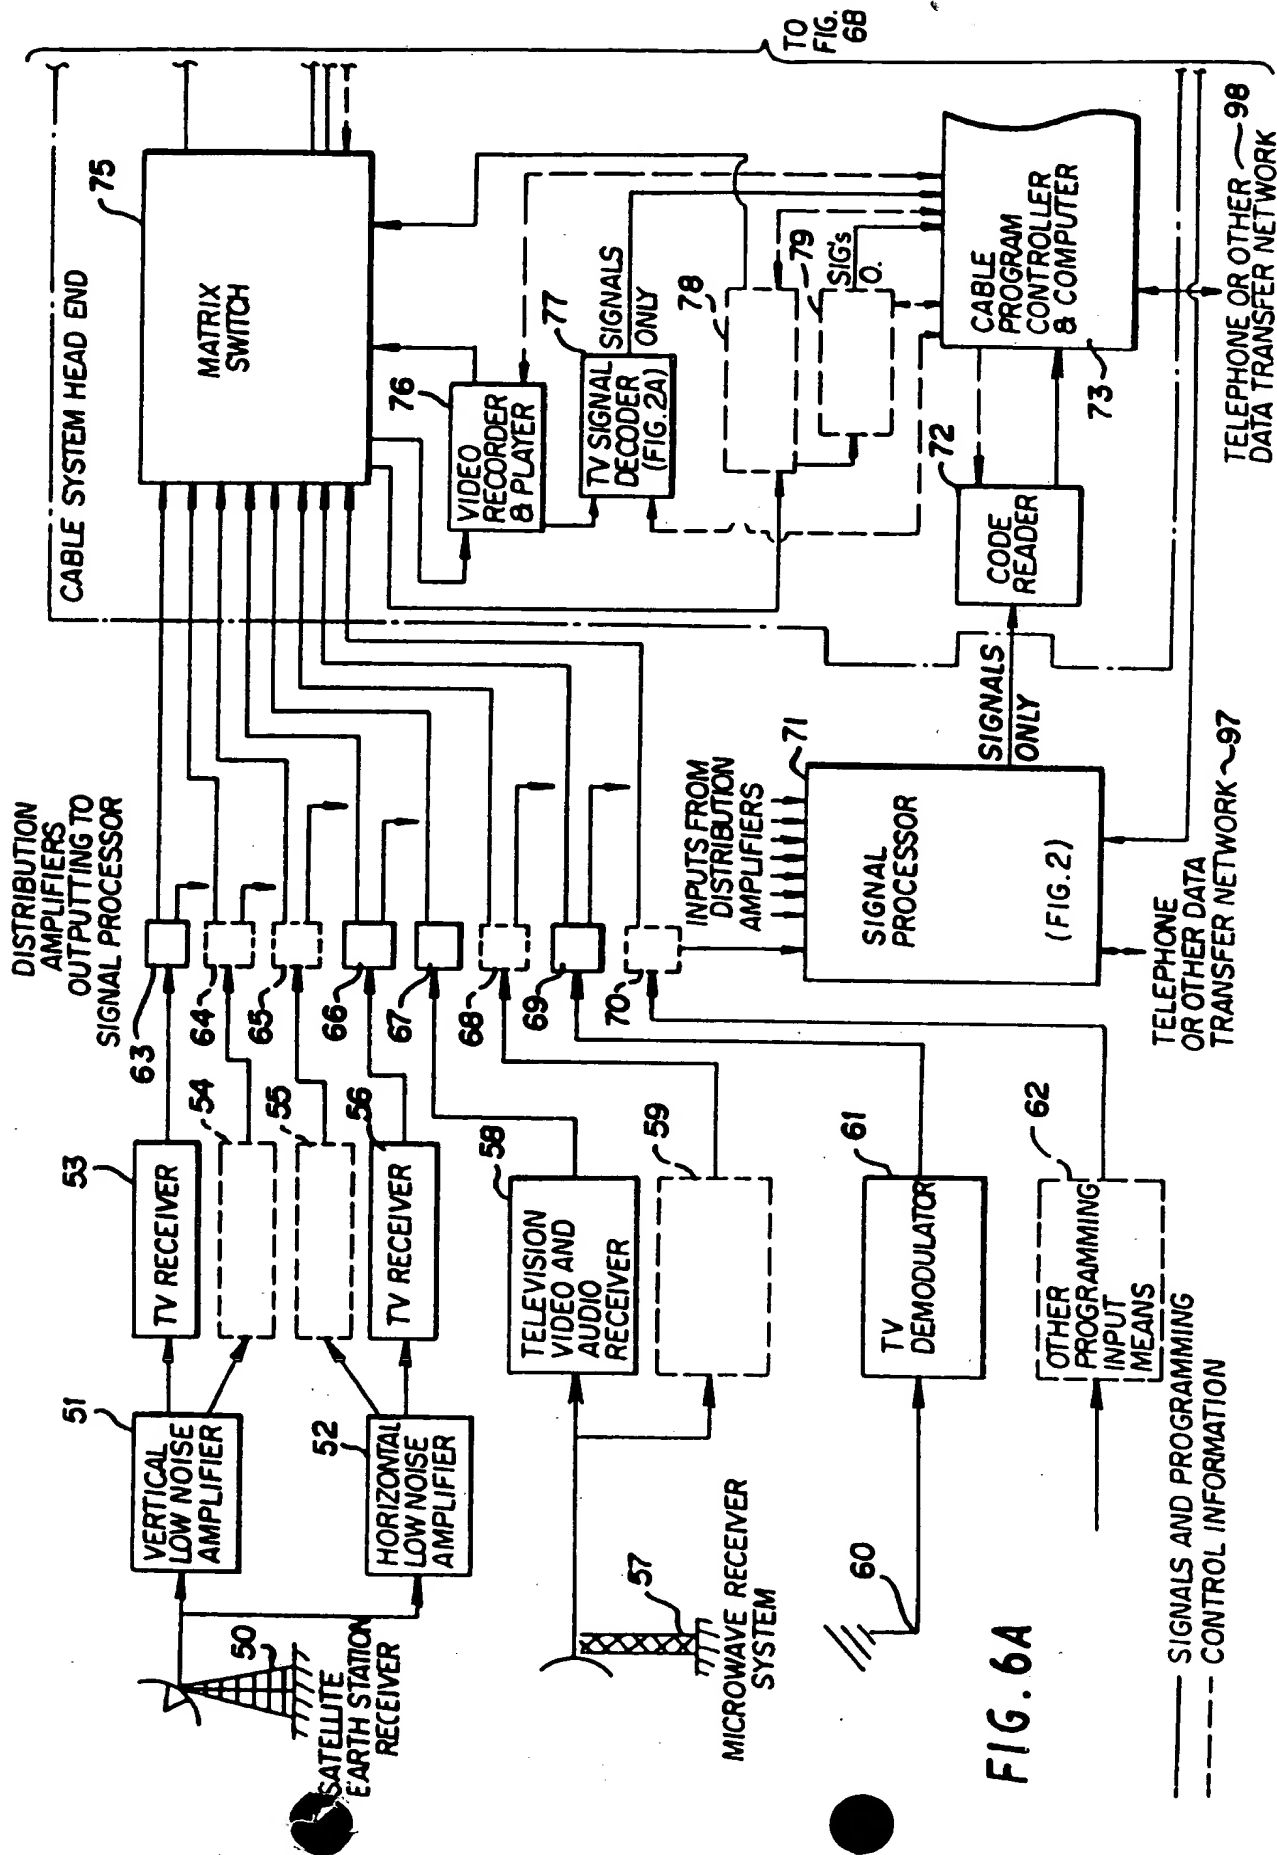 TO
FIG.
6B
CABLE SYSTEM HEAD END
75
MATRIX
SWITCH
DISTRIBUTION
AMPLIFIERS
OUTPUTTING TO
SIGNAL PROCESSOR
63
64
65
66
67
68
69
70
53
TV RECEIVER
54
55
56
TV RECEIVER
51
VERTICAL
LOW NOISE
AMPLIFIER
52
HORIZONTAL
LOW NOISE
AMPLIFIER
50
SATELLITE
EARTH STATION
RECEIVER
76
VIDEO
RECORDER
& PLAYER
77
TV SIGNAL
DECODER
(FIG. 2A)
SIGNALS
ONLY
78
79
SIG'S
O.
CABLE
PROGRAM
CONTROLLER
& COMPUTER
73
72
CODE
READER
TELEPHONE OR OTHER 98
DATA TRANSFER NETWORK
SIGNALS
ONLY
INPUTS FROM
DISTRIBUTION
AMPLIFIERS
71
SIGNAL
PROCESSOR
(FIG. 2)
TELEPHONE
OR OTHER DATA
TRANSFER NETWORK 97
58
TELEVISION
VIDEO AND
AUDIO
RECEIVER
59
57
MICROWAVE RECEIVER
SYSTEM
61
TV
DEMODULATOR
60
62
OTHER
PROGRAMMING
INPUT
MEANS
FIG. 6A
SIGNALS AND PROGRAMMING
CONTROL INFORMATION